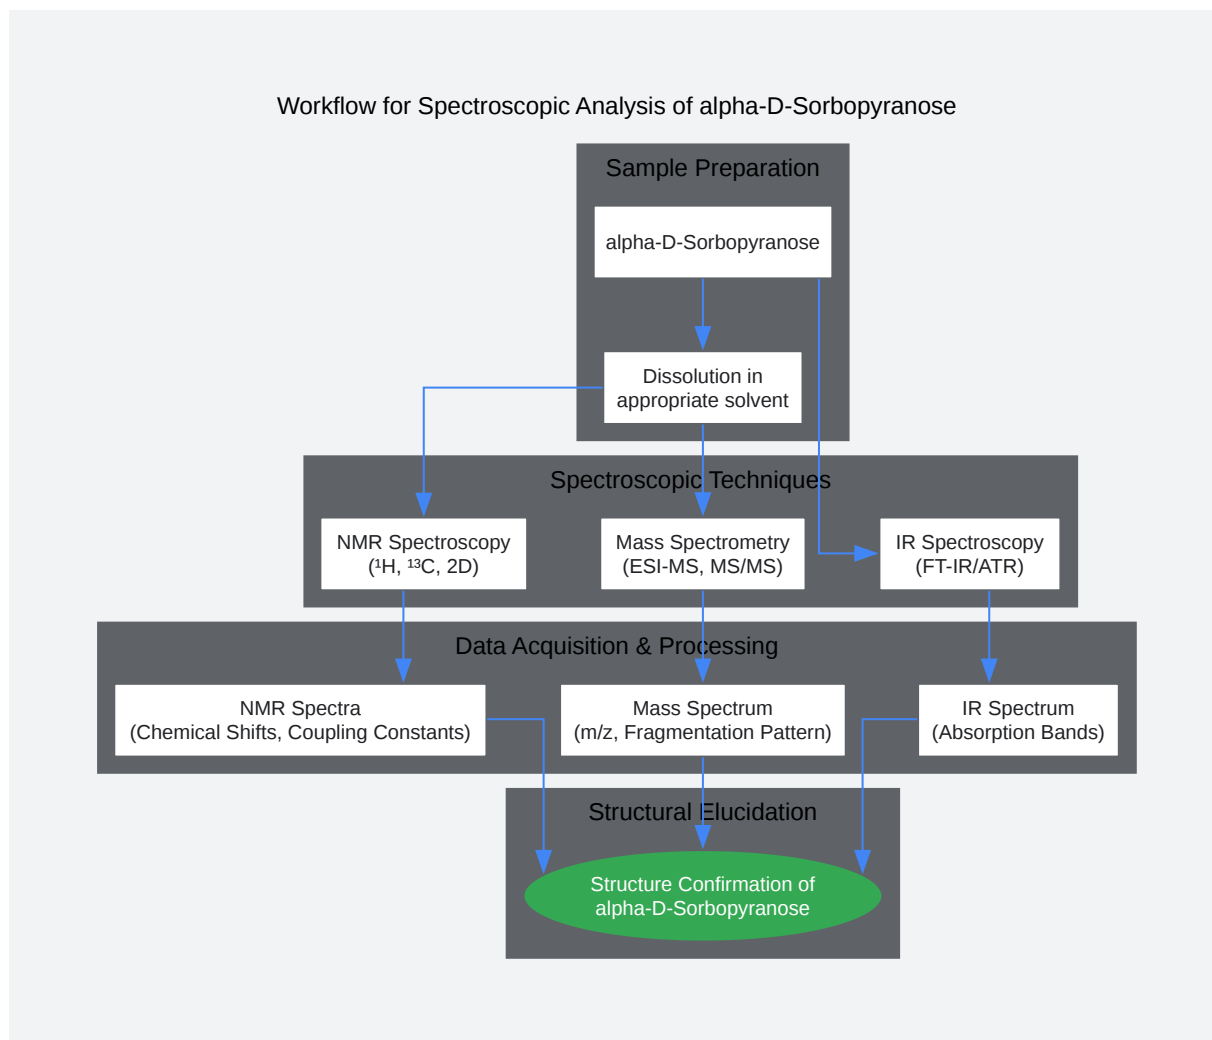 Workflow for Spectroscopic Analysis of alpha-D-Sorbopyranose
Sample Preparation
alpha-D-Sorbopyranose
Dissolution in
appropriate solvent
Spectroscopic Techniques
NMR Spectroscopy
(¹H, ¹³C, 2D)
Mass Spectrometry
(ESI-MS, MS/MS)
IR Spectroscopy
(FT-IR/ATR)
Data Acquisition & Processing
NMR Spectra
(Chemical Shifts, Coupling Constants)
Mass Spectrum
(m/z, Fragmentation Pattern)
IR Spectrum
(Absorption Bands)
Structural Elucidation
Structure Confirmation of
alpha-D-Sorbopyranose